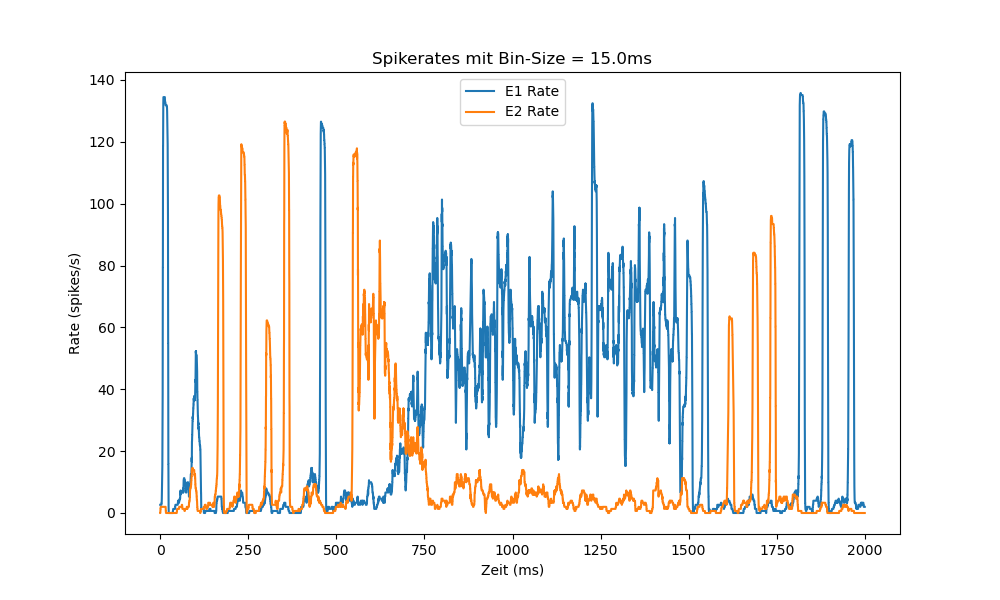 Spikerates mit Bin-Size = 15.0ms
E1 Rate
E2 Rate
Rate (spikes/s)
140
120
100
80
60
40
20
0
0 250 500 750 1000 1250 1500 1750 2000
Zeit (ms)